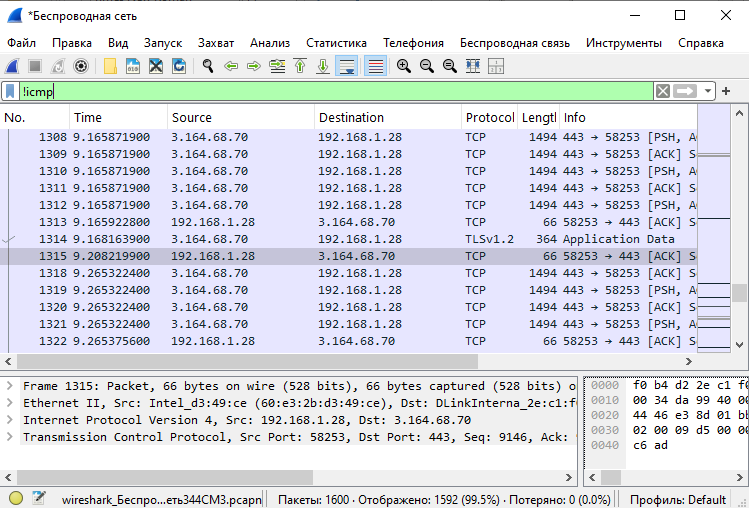 *Беспроводная сеть
Файл Правка Вид Запуск Захват Анализ Статистика Телефония Беспроводная связь Инструменты Справка
!icmp
No. Time Source Destination Protocol Lengtl Info
1308 9.165871900 3.164.68.70 192.168.1.28 TCP 1494 443 → 58253 [PSH, A
1309 9.165871900 3.164.68.70 192.168.1.28 TCP 1494 443 → 58253 [ACK] S
1310 9.165871900 3.164.68.70 192.168.1.28 TCP 1494 443 → 58253 [PSH, A
1311 9.165871900 3.164.68.70 192.168.1.28 TCP 1494 443 → 58253 [ACK] S
1312 9.165871900 3.164.68.70 192.168.1.28 TCP 1494 443 → 58253 [PSH, A
1313 9.165922800 192.168.1.28 3.164.68.70 TCP 66 58253 → 443 [ACK] S
1314 9.168163900 3.164.68.70 192.168.1.28 TLSv1.2 364 Application Data
1315 9.208219900 192.168.1.28 3.164.68.70 TCP 66 58253 → 443 [ACK] S
1318 9.265322400 3.164.68.70 192.168.1.28 TCP 1494 443 → 58253 [ACK] S
1319 9.265322400 3.164.68.70 192.168.1.28 TCP 1494 443 → 58253 [PSH, A
1320 9.265322400 3.164.68.70 192.168.1.28 TCP 1494 443 → 58253 [ACK] S
1321 9.265322400 3.164.68.70 192.168.1.28 TCP 1494 443 → 58253 [PSH, A
1322 9.265375600 192.168.1.28 3.164.68.70 TCP 66 58253 → 443 [ACK] S
Frame 1315: Packet, 66 bytes on wire (528 bits), 66 bytes captured (528 bits) o
Ethernet II, Src: Intel_d3:49:ce (60:e3:2b:d3:49:ce), Dst: DLinkInterna_2e:c1:f
Internet Protocol Version 4, Src: 192.168.1.28, Dst: 3.164.68.70
Transmission Control Protocol, Src Port: 58253, Dst Port: 443, Seq: 9146, Ack:
0000 f0 b4 d2 2e c1 f0
0010 00 34 da 99 40 00
0020 44 46 e3 8d 01 bb
0030 02 00 09 d5 00 00
0040 c6 ad
wireshark_Беспро...еть344CM3.pcapn Пакеты: 1600 · Отображено: 1592 (99.5%) · Потеряно: 0 (0.0%) Профиль: Default